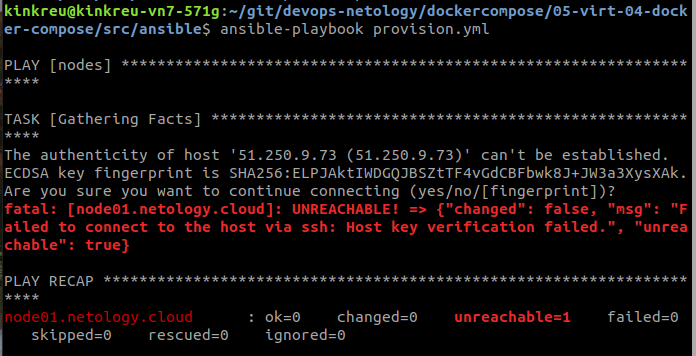 kinkreu@kinkreu-vn7-571g:~/git/devops-netology/dockercompose/05-virt-04-dock
er-compose/src/ansible$ ansible-playbook provision.yml
PLAY [nodes] ***************************************************************
****
TASK [Gathering Facts] *****************************************************
****
The authenticity of host '51.250.9.73 (51.250.9.73)' can't be established.
ECDSA key fingerprint is SHA256:ELPJAktIWDGQJBSZtTF4vGdCBFbwk8J+JW3a3XysXAk.
Are you sure you want to continue connecting (yes/no/[fingerprint])?
fatal: [node01.netology.cloud]: UNREACHABLE! => {"changed": false, "msg": "F
ailed to connect to the host via ssh: Host key verification failed.", "unrea
chable": true}
PLAY RECAP *****************************************************************
****
node01.netology.cloud      : ok=0    changed=0    unreachable=1    failed=0
   skipped=0    rescued=0    ignored=0